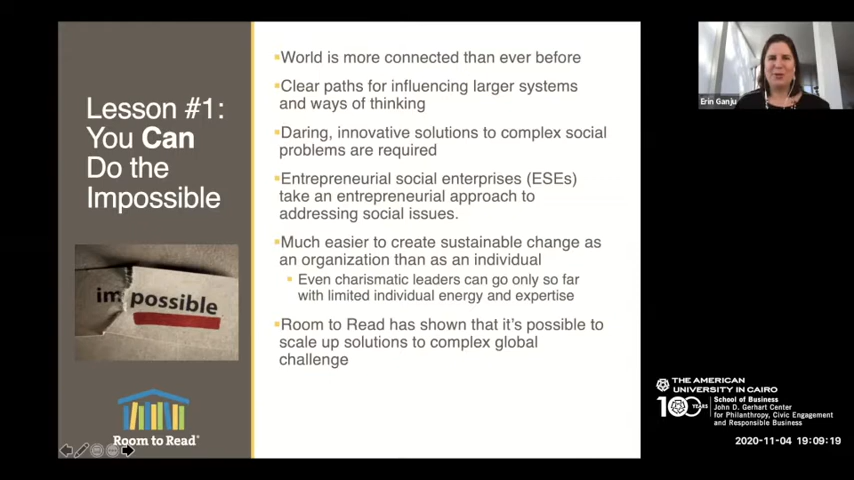 Lesson #1:
You Can
Do the
Impossible
impossible
Room to Read®
▪World is more connected than ever before
▪Clear paths for influencing larger systems
and ways of thinking
▪Daring, innovative solutions to complex social
problems are required
▪Entrepreneurial social enterprises (ESEs)
take an entrepreneurial approach to
addressing social issues.
▪Much easier to create sustainable change as
an organization than as an individual
▪ Even charismatic leaders can go only so far
with limited individual energy and expertise
▪Room to Read has shown that it's possible to
scale up solutions to complex global
challenge
Erin Ganju
THE AMERICAN
UNIVERSITY IN CAIRO
100 YEARS
School of Business
John D. Gerhart Center
for Philanthropy, Civic Engagement
and Responsible Business
2020-11-04 19:09:19